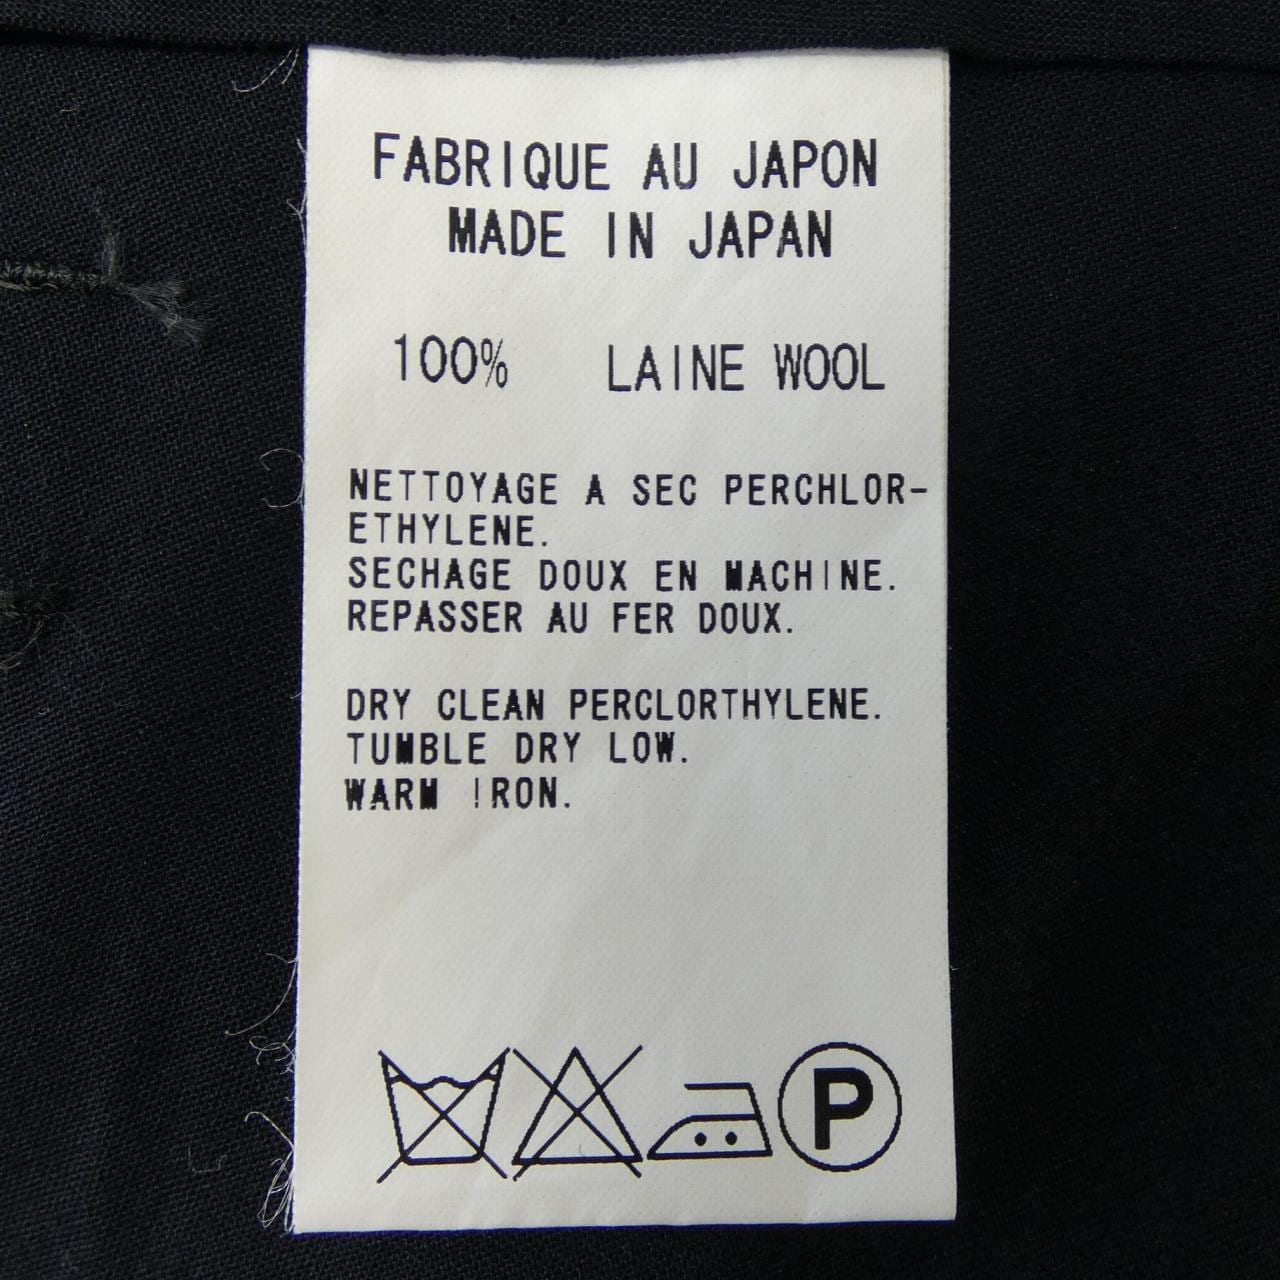 FABRIQUE AU JAPON
MADE IN JAPAN
100% LAINE WOOL
NETTOYAGE A SEC PERCHLOR-
ETHYLENE.
SECHAGE DOUX EN MACHINE.
REPASSER AU FER DOUX.
DRY CLEAN PERCLORTHYLENE.
TUMBLE DRY LOW.
WARM IRON.
P